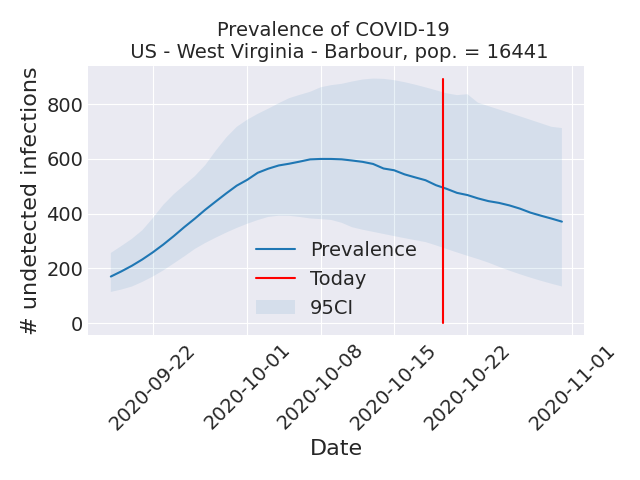 Prevalence of COVID-19
US - West Virginia - Barbour, pop. = 16441
# undetected infections
800
600
400
200
0
Prevalence
Today
95CI
2020-09-22
2020-10-01
2020-10-08
2020-10-15
2020-10-22
2020-11-01
Date